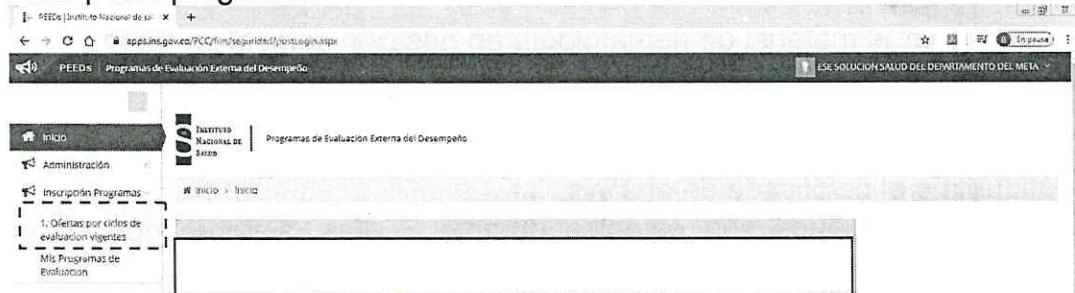 PEEDs | Instituto Nacional de sal
apps.ins.gov.co/PCC/frm/seguridad/postLogin.aspx
En pausa
PEEDs Programas de Evaluación Externa del Desempeño
ESE SOLUCION SALUD DEL DEPARTAMENTO DEL META
Inicio
INSTITUTO
NACIONAL DE
SALUD
Programas de Evaluación Externa del Desempeño
Administración
Inscripción Programas
Inicio > Inicio
1. Ofertas por ciclos de
evaluacion vigentes
Mis Programas de
Evaluacion